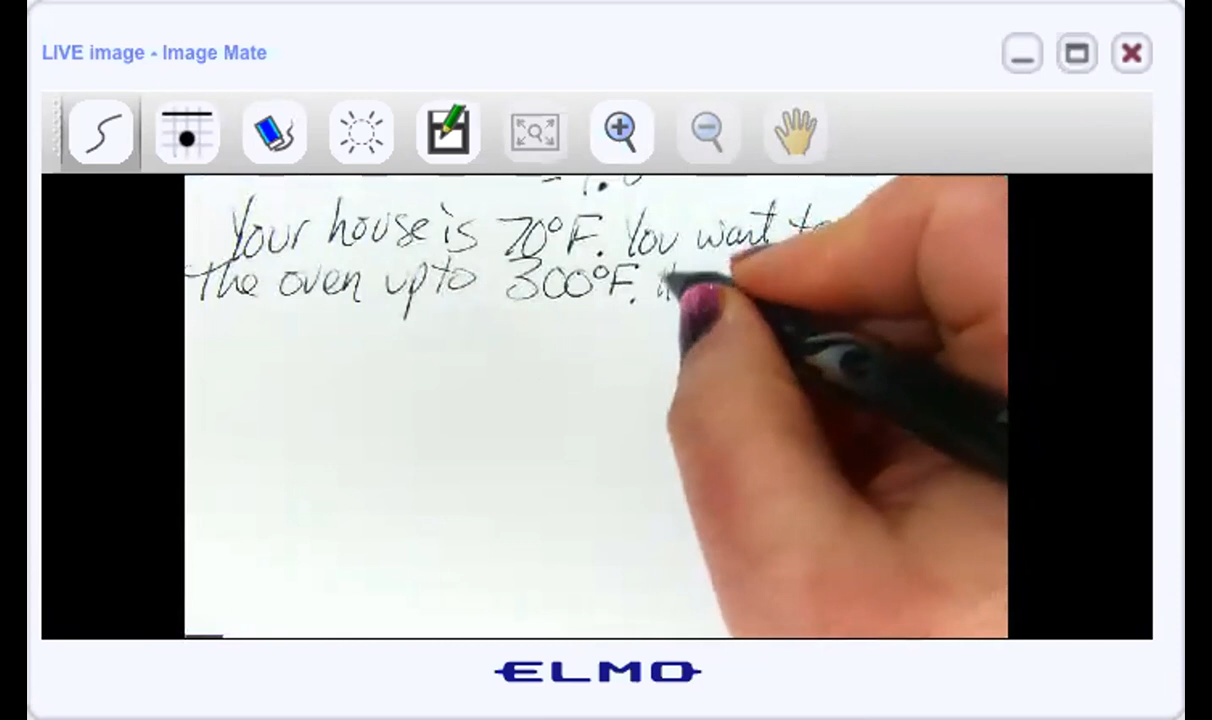 LIVE image - Image Mate
Your house is 70°F. You want to
the oven up to 300°F.
ELMO